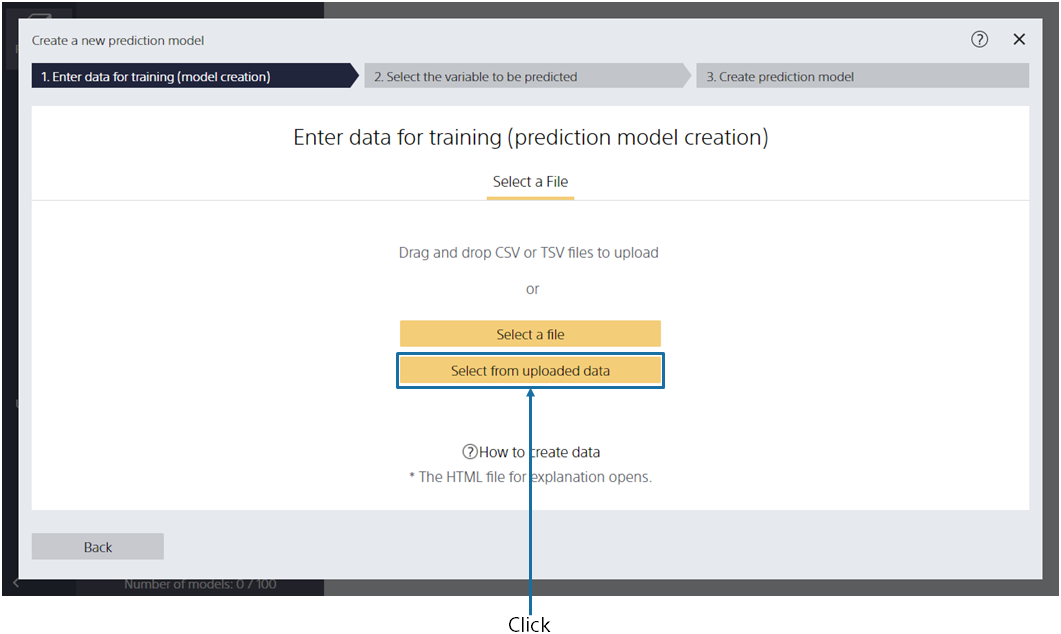 Create a new prediction model
1. Enter data for training (model creation)
2. Select the variable to be predicted
3. Create prediction model
Enter data for training (prediction model creation)
Select a File
Drag and drop CSV or TSV files to upload
or
Select a file
Select from uploaded data
?How to create data
* The HTML file for explanation opens.
Back
Number of models: 0 / 100
Click